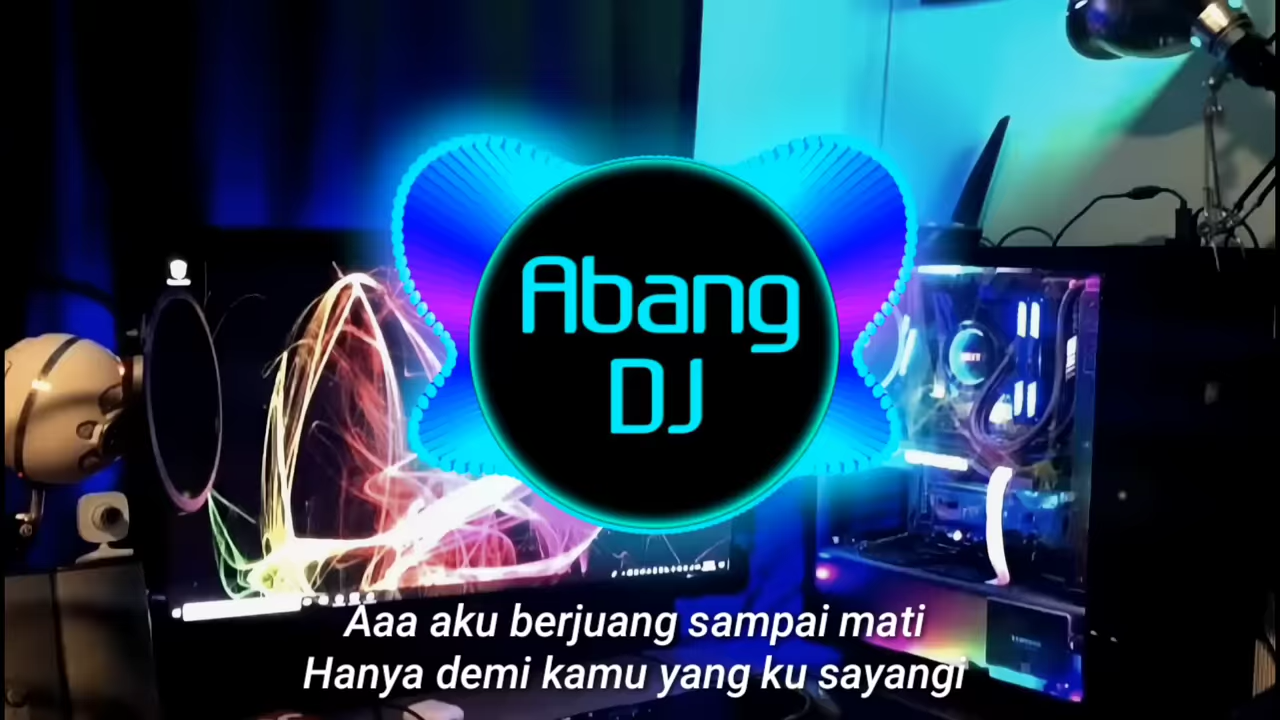 Abang
DJ
Aaa aku berjuang sampai mati
Hanya demi kamu yang ku sayangi